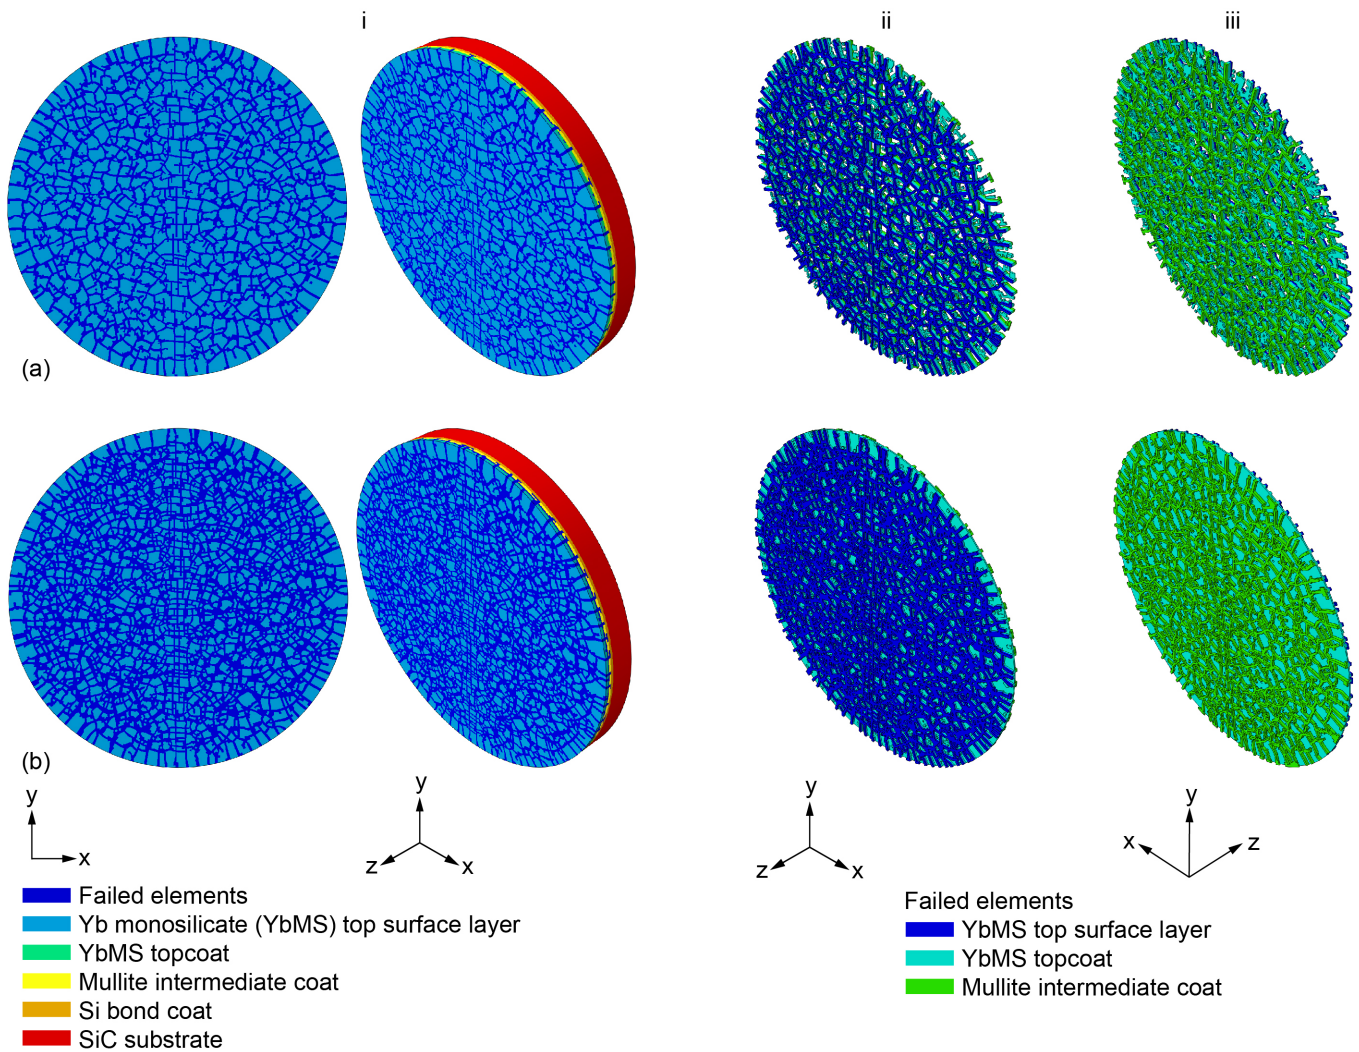 i
ii
iii
(a)
(b)
y
x
y
z
x
y
z
x
y
x
z
Failed elements
Yb monosilicate (YbMS) top surface layer
YbMS topcoat
Mullite intermediate coat
Si bond coat
SiC substrate
Failed elements
YbMS top surface layer
YbMS topcoat
Mullite intermediate coat